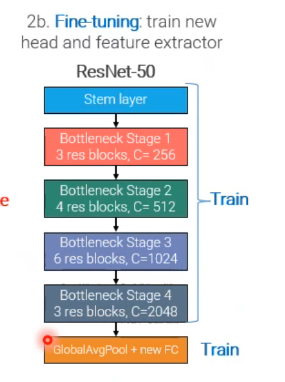 2b. Fine-tuning: train new
head and feature extractor
ResNet-50
Stem layer
Bottleneck Stage 1
3 res blocks, C= 256
Bottleneck Stage 2
4 res blocks, C= 512
Train
e
Bottleneck Stage 3
6 res blocks, C=1024
Bottleneck Stage 4
3 res blocks, C=2048
GlobalAvgPool + new FC
Train